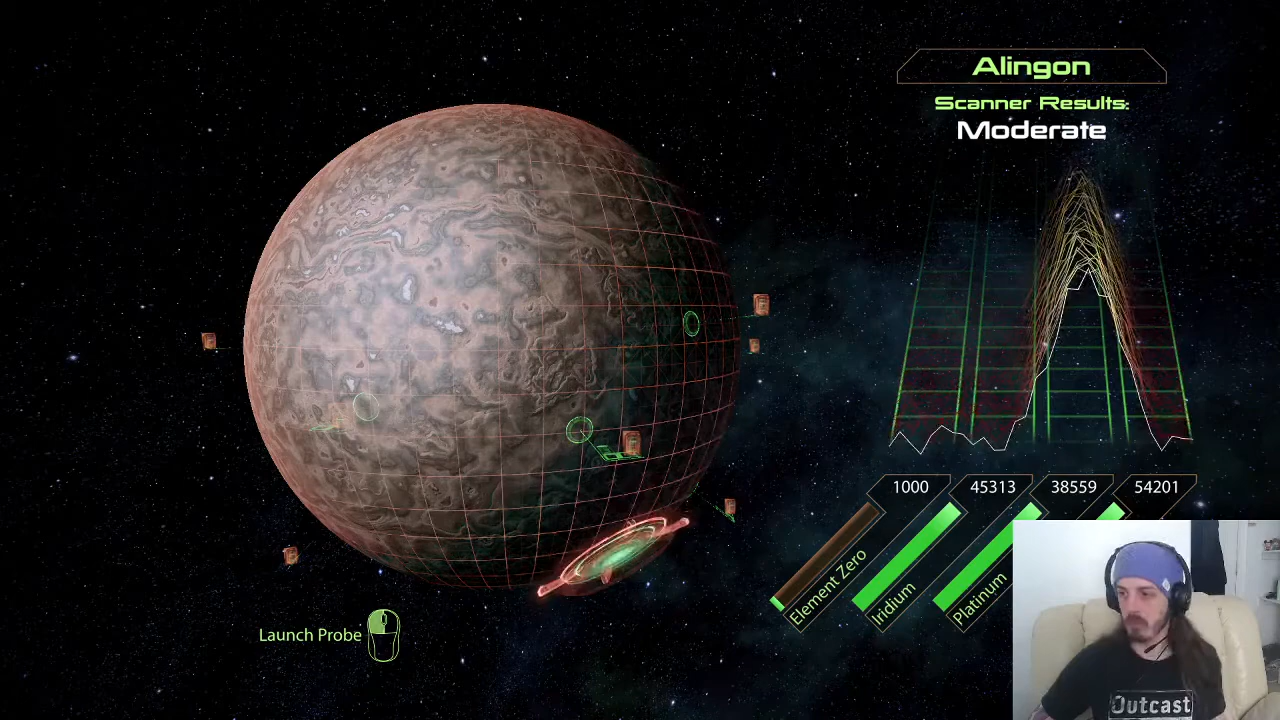 Alingon
Scanner Results:
Moderate
1000
45313
38559
54201
Element Zero
Iridium
Platinum
Launch Probe
Outcast